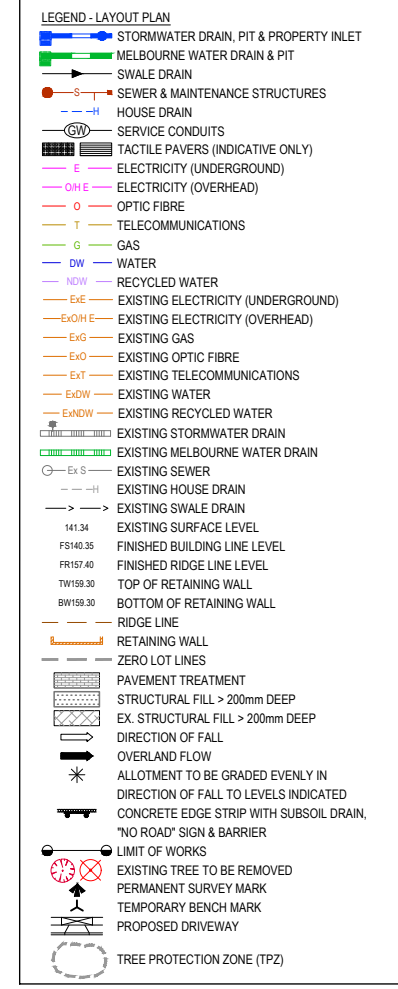 LEGEND - LAYOUT PLAN
STORMWATER DRAIN, PIT & PROPERTY INLET
MELBOURNE WATER DRAIN & PIT
SWALE DRAIN
S SEWER & MAINTENANCE STRUCTURES
H HOUSE DRAIN
GW SERVICE CONDUITS
TACTILE PAVERS (INDICATIVE ONLY)
E ELECTRICITY (UNDERGROUND)
O/H E ELECTRICITY (OVERHEAD)
O OPTIC FIBRE
T TELECOMMUNICATIONS
G GAS
DW WATER
NDW RECYCLED WATER
ExE EXISTING ELECTRICITY (UNDERGROUND)
ExO/H E EXISTING ELECTRICITY (OVERHEAD)
ExG EXISTING GAS
ExO EXISTING OPTIC FIBRE
ExT EXISTING TELECOMMUNICATIONS
ExDW EXISTING WATER
ExNDW EXISTING RECYCLED WATER
EXISTING STORMWATER DRAIN
EXISTING MELBOURNE WATER DRAIN
Ex S EXISTING SEWER
H EXISTING HOUSE DRAIN
EXISTING SWALE DRAIN
141.34 EXISTING SURFACE LEVEL
FS140.35 FINISHED BUILDING LINE LEVEL
FR157.40 FINISHED RIDGE LINE LEVEL
TW159.30 TOP OF RETAINING WALL
BW159.30 BOTTOM OF RETAINING WALL
RIDGE LINE
RETAINING WALL
ZERO LOT LINES
PAVEMENT TREATMENT
STRUCTURAL FILL > 200mm DEEP
EX. STRUCTURAL FILL > 200mm DEEP
DIRECTION OF FALL
OVERLAND FLOW
ALLOTMENT TO BE GRADED EVENLY IN
DIRECTION OF FALL TO LEVELS INDICATED
CONCRETE EDGE STRIP WITH SUBSOIL DRAIN,
"NO ROAD" SIGN & BARRIER
LIMIT OF WORKS
EXISTING TREE TO BE REMOVED
PERMANENT SURVEY MARK
TEMPORARY BENCH MARK
PROPOSED DRIVEWAY
TREE PROTECTION ZONE (TPZ)